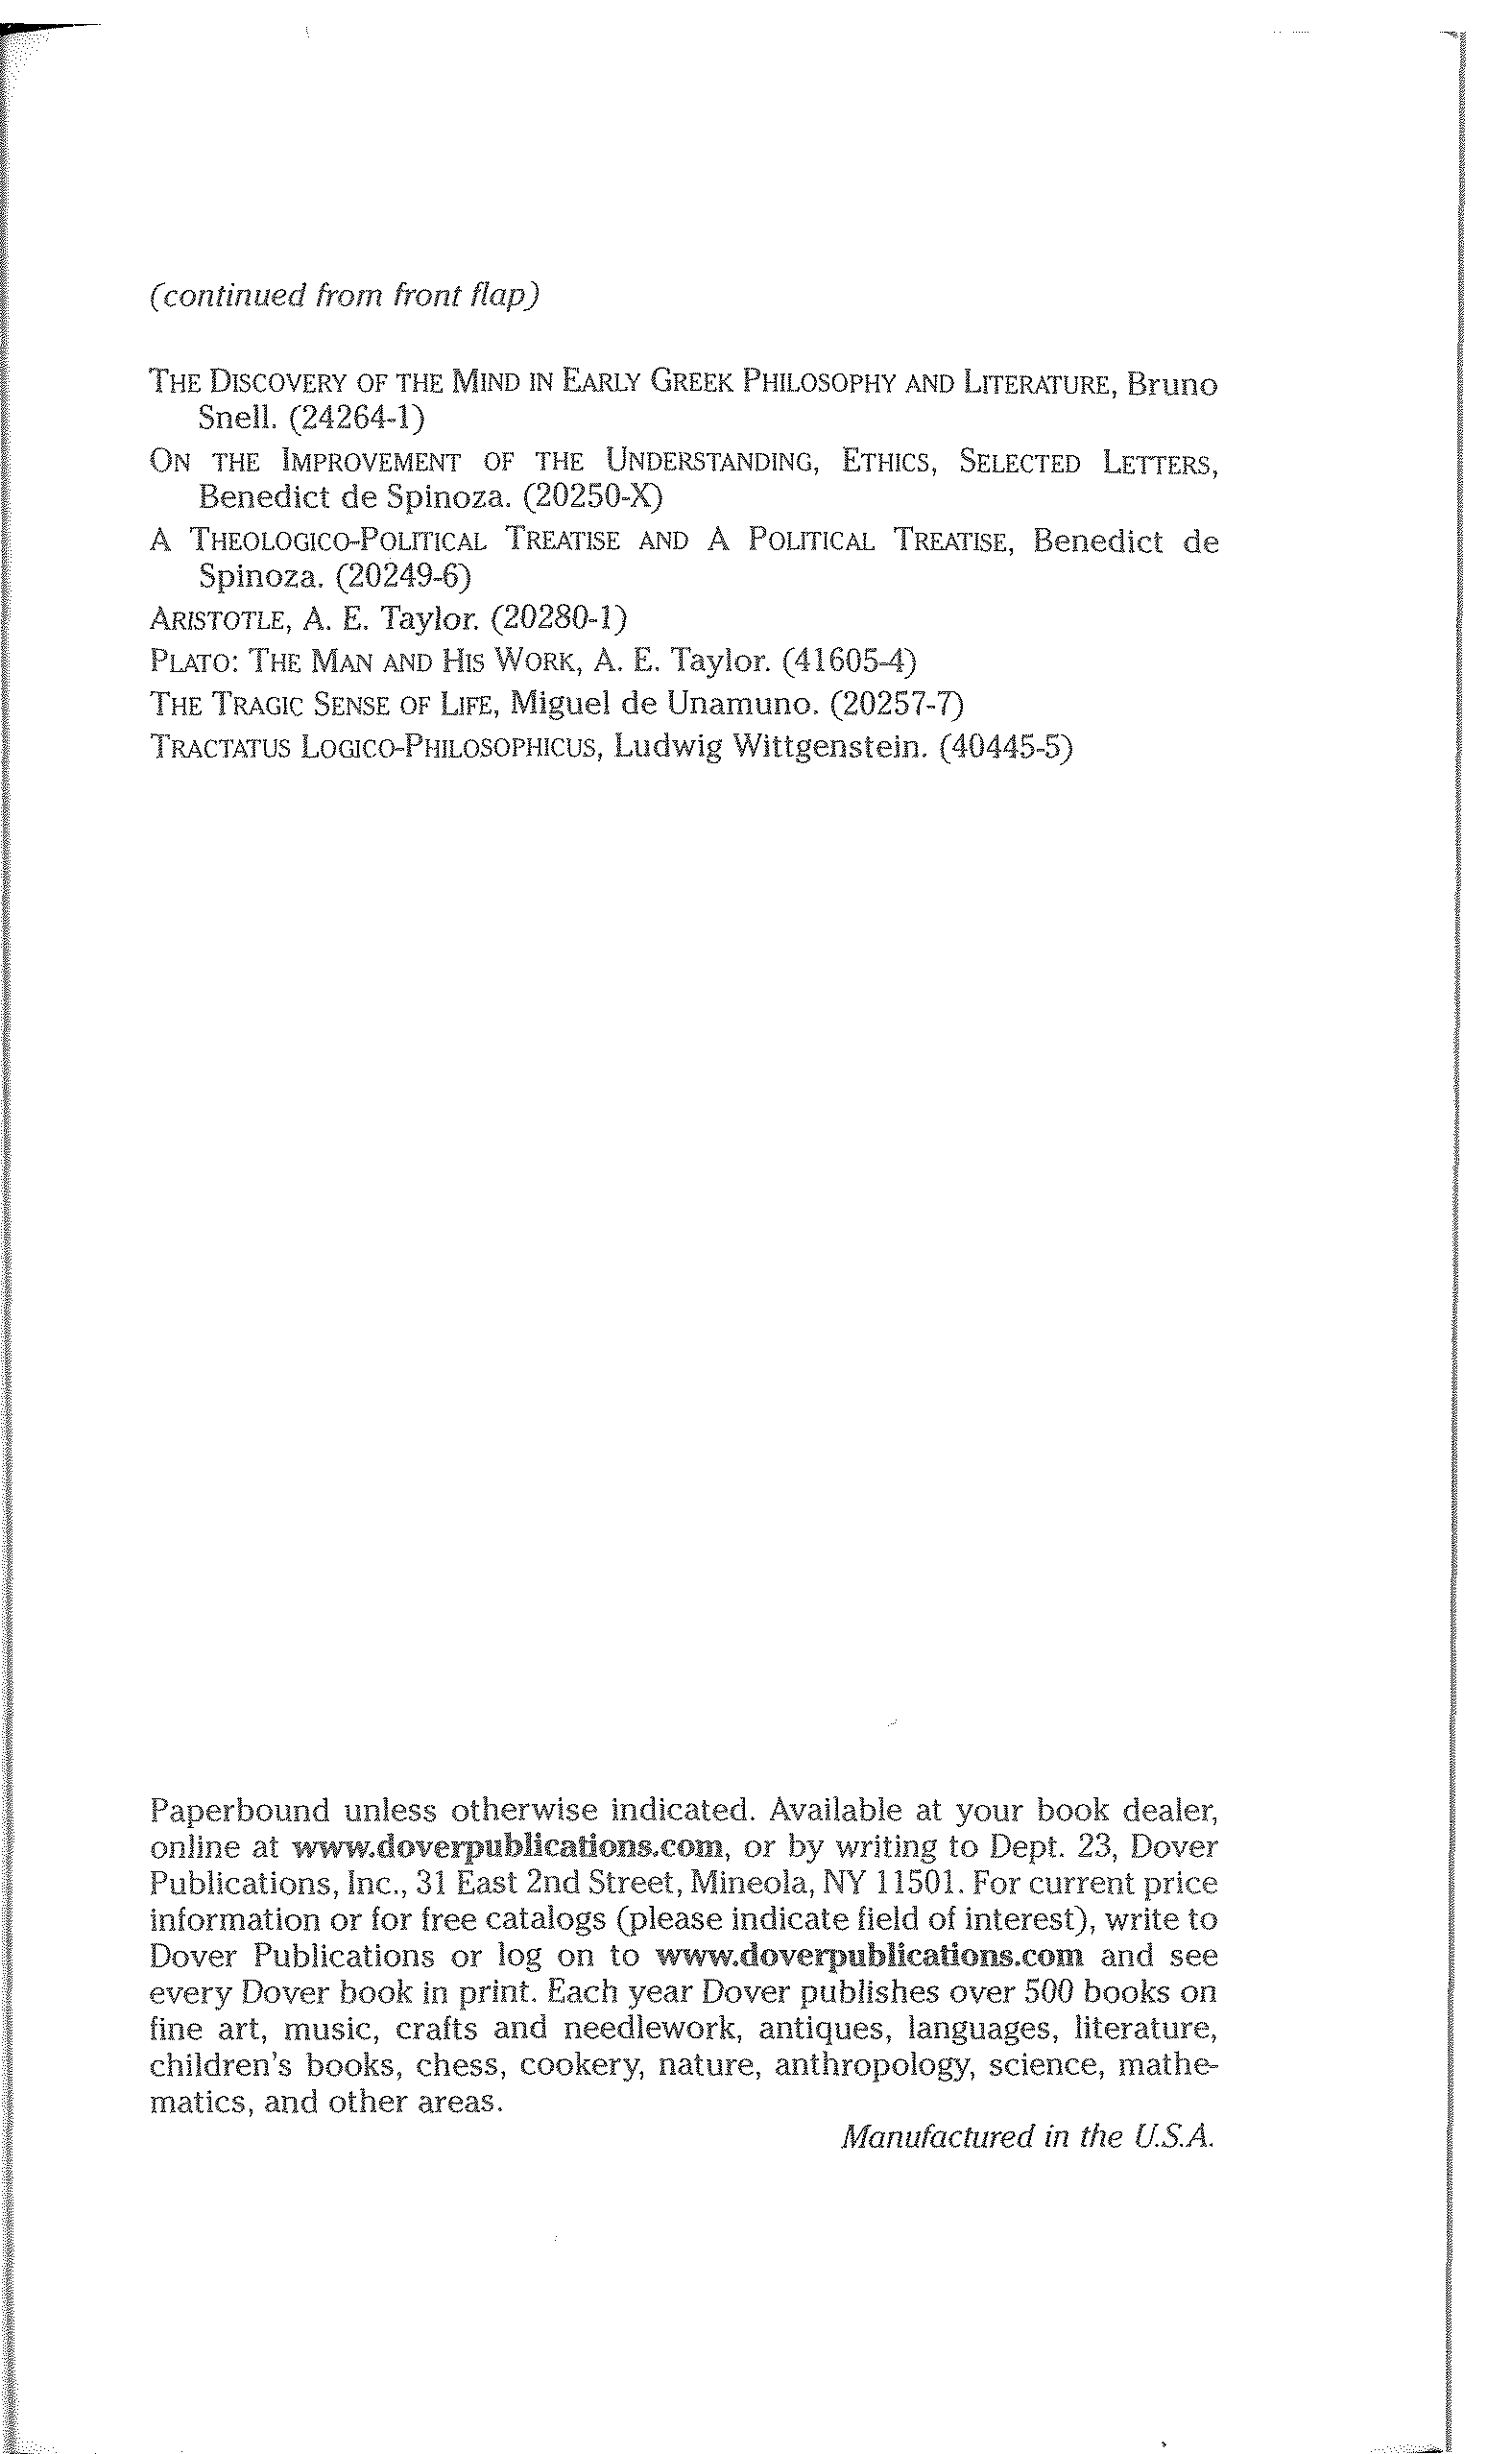 (continued from front flap)
THE DISCOVERY OF THE MIND IN EARLY GREEK PHILOSOPHY AND LITERATURE, Bruno
Snell. (24264-1)
ON THE IMPROVEMENT OF THE UNDERSTANDING, ETHICS, SELECTED LETTERS,
Benedict de Spinoza. (20250-X)
A THEOLOGICO-POLITICAL TREATISE AND A POLITICAL TREATISE, Benedict de
Spinoza. (20249-6)
ARISTOTLE, A. E. Taylor. (20280-1)
PLATO: THE MAN AND HIS WORK, A. E. Taylor. (41605-4)
THE TRAGIC SENSE OF LIFE, Miguel de Unamuno. (20257-7)
TRACTATUS LOGICO-PHILOSOPHICUS, Ludwig Wittgenstein. (40445-5)
Paperbound unless otherwise indicated. Available at your book dealer,
online at www.doverpublications.com, or by writing to Dept. 23, Dover
Publications, Inc., 31 East 2nd Street, Mineola, NY 11501. For current price
information or for free catalogs (please indicate field of interest), write to
Dover Publications or log on to www.doverpublications.com and see
every Dover book in print. Each year Dover publishes over 500 books on
fine art, music, crafts and needlework, antiques, languages, literature,
children's books, chess, cookery, nature, anthropology, science, mathe-
matics, and other areas.
Manufactured in the U.S.A.